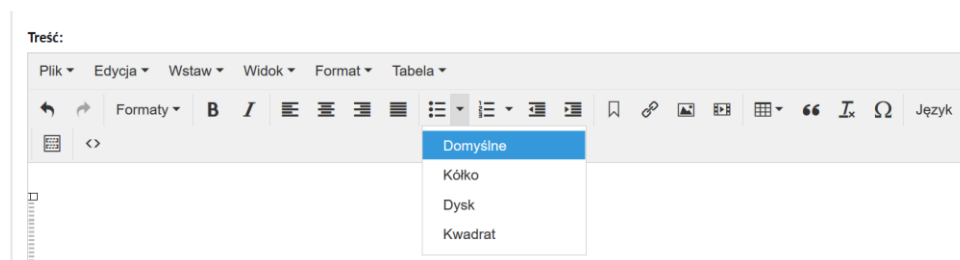 Treść:
Plik Edycja Wstaw Widok Format Tabela
Formaty B I Ω Język
Domyślne
Kółko
Dysk
Kwadrat